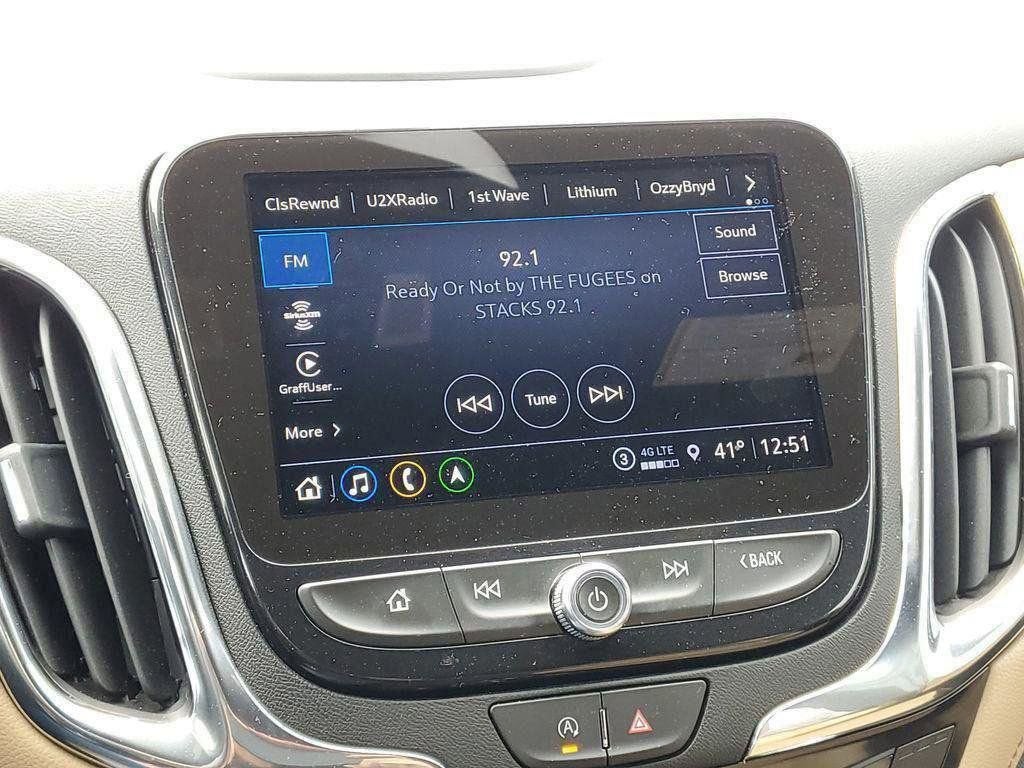 ClsRewnd U2XRadio 1st Wave Lithium OzzyBnyd
FM
92.1
Sound
Ready Or Not by THE FUGEES on
STACKS 92.1
Browse
SiriusXM
GraffUser...
Tune
More
3 4G LTE 41° 12:51
BACK
A